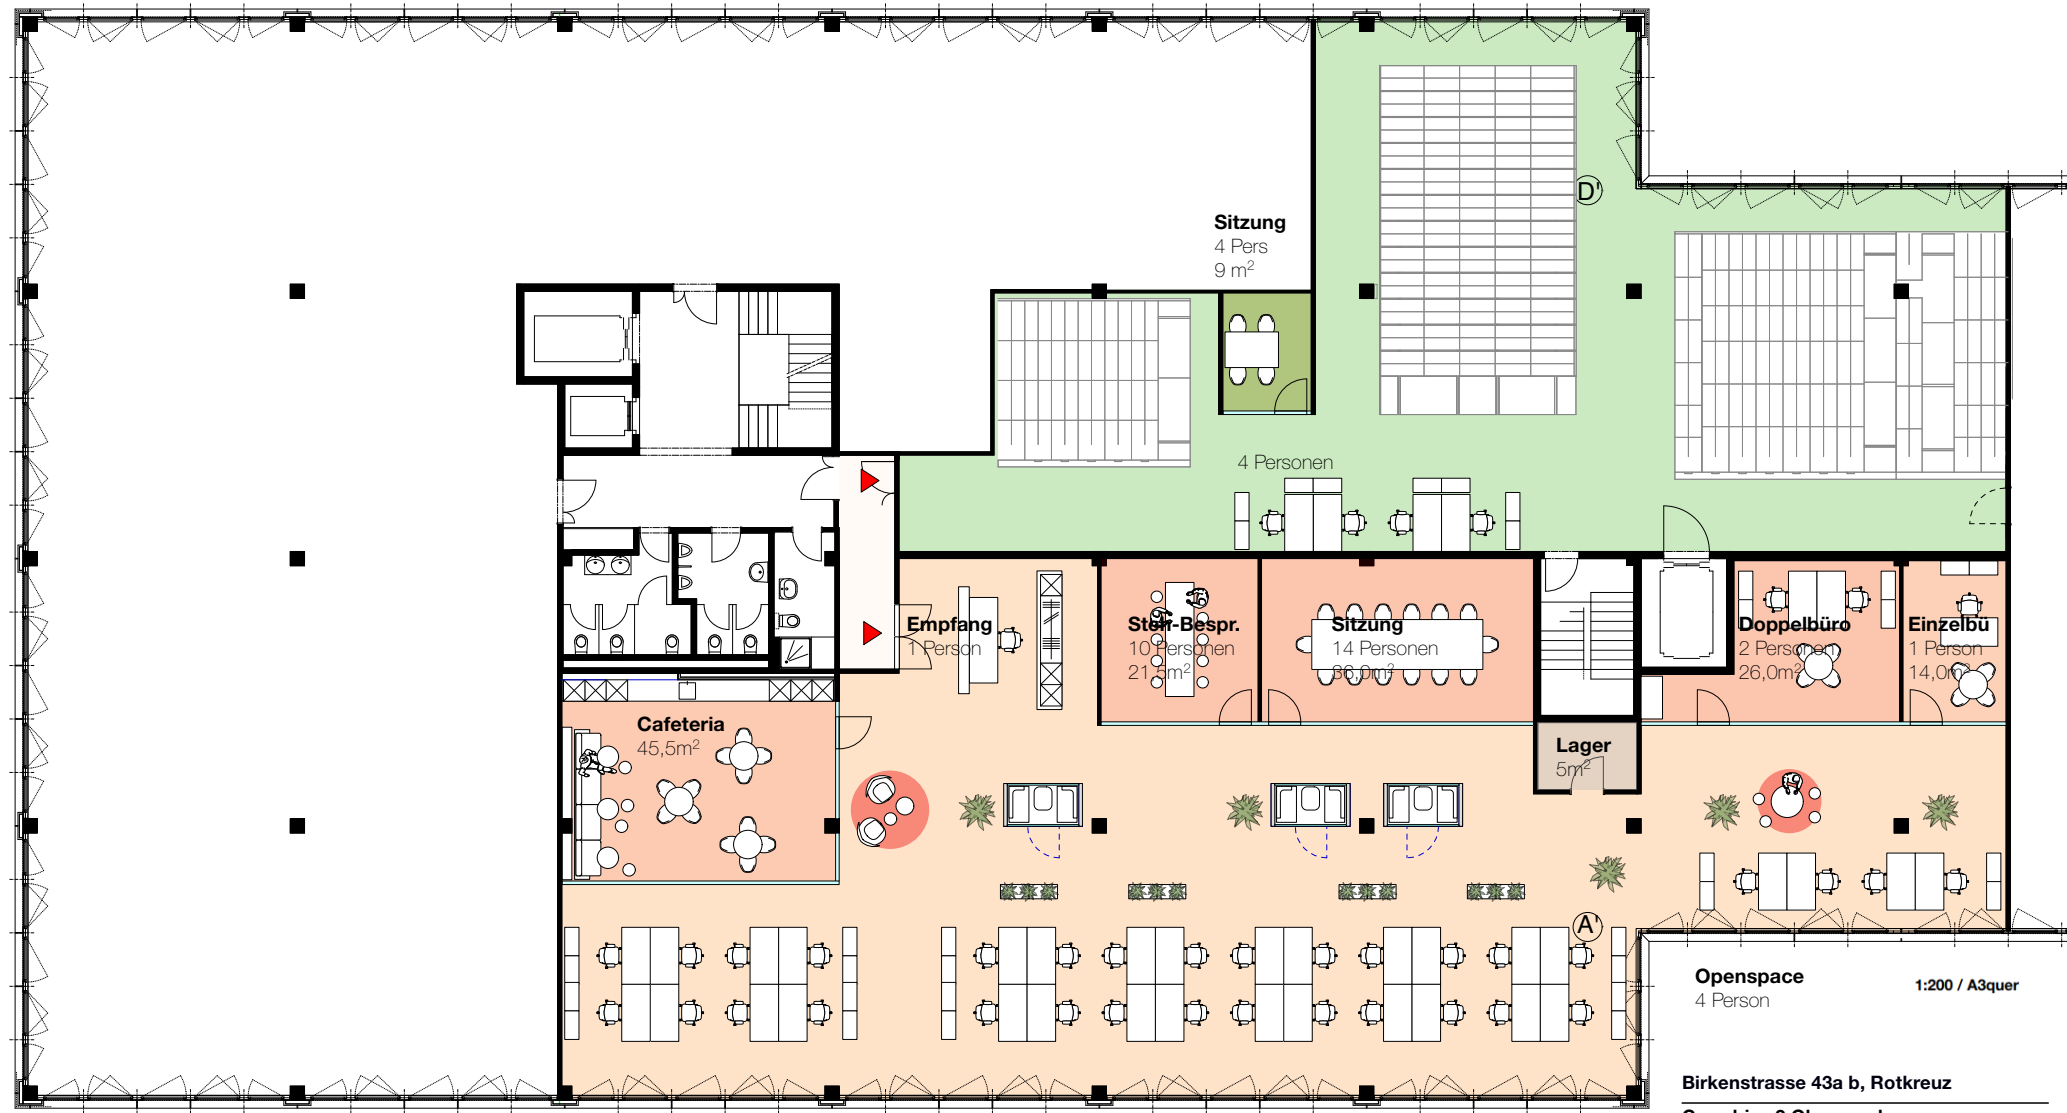 D'
Sitzung
4 Pers
9 m²
4 Personen
Empfang
1 Person
Steh-Bespr.
10 Personen
21,5m²
Sitzung
14 Personen
36,0m²
Doppelbüro
2 Personen
26,0m²
Einzelbü
1 Person
14,0m²
Cafeteria
45,5m²
Lager
5m²
A'
Openspace
4 Person
1:200 / A3quer
Birkenstrasse 43a b, Rotkreuz